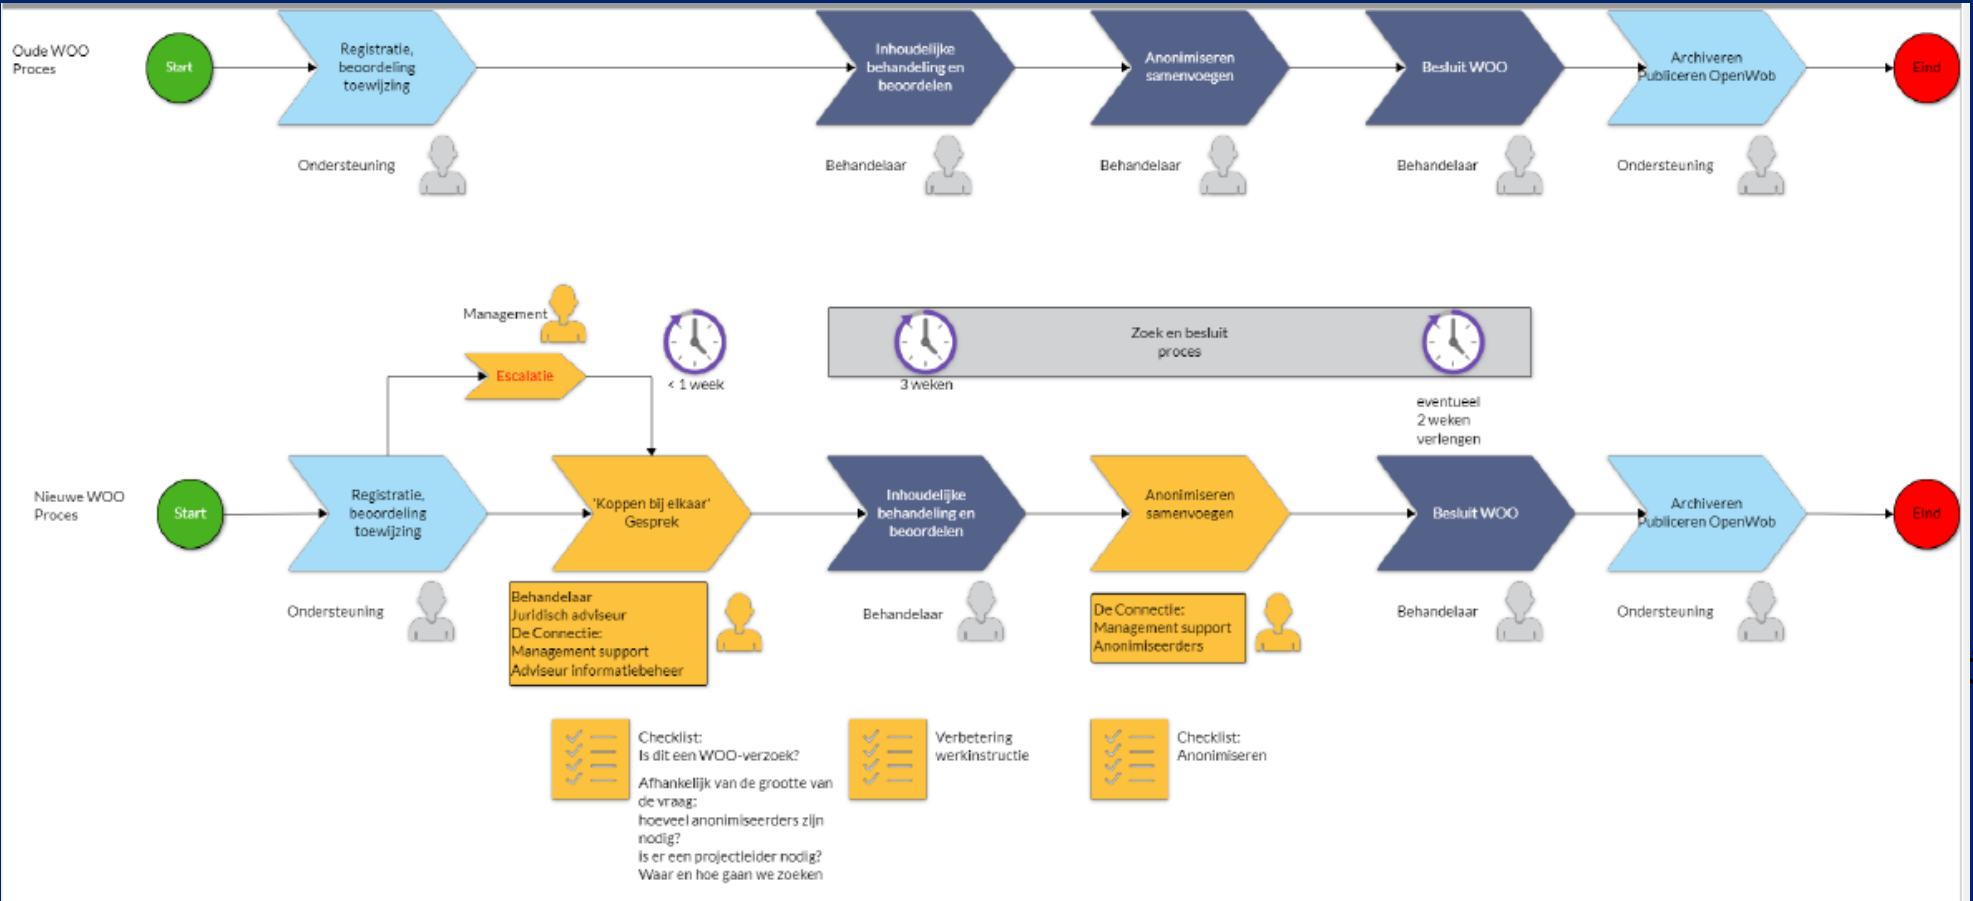 Oude WOO
Proces
Start
Registratie,
beoordeling
toewijzing
Inhoudelijke
behandeling en
beoordelen
Anonimiseren
samenvoegen
Besluit WOO
Archiveren
Publiceren OpenWob
Eind
Ondersteuning
Behandelaar
Behandelaar
Behandelaar
Ondersteuning
Management
Escalatie
< 1 week
3 weken
Zoek en besluit
proces
eventueel
2 weken
verlengen
Nieuwe WOO
Proces
Start
Registratie,
beoordeling
toewijzing
'Koppen bij elkaar'
Gesprek
Inhoudelijke
behandeling en
beoordelen
Anonimiseren
samenvoegen
Besluit WOO
Archiveren
Publiceren OpenWob
Eind
Ondersteuning
Behandelaar
Juridisch adviseur
De Connectie:
Management support
Adviseur informatiebeheer
Behandelaar
De Connectie:
Management support
Anonimiseerders
Behandelaar
Ondersteuning
Checklist:
Is dit een WOO-verzoek?
Afhankelijk van de grootte van
de vraag:
hoeveel anonimiseerders zijn
nodig?
is er een projectleider nodig?
Waar en hoe gaan we zoeken
Verbetering
werkinstructie
Checklist:
Anonimiseren